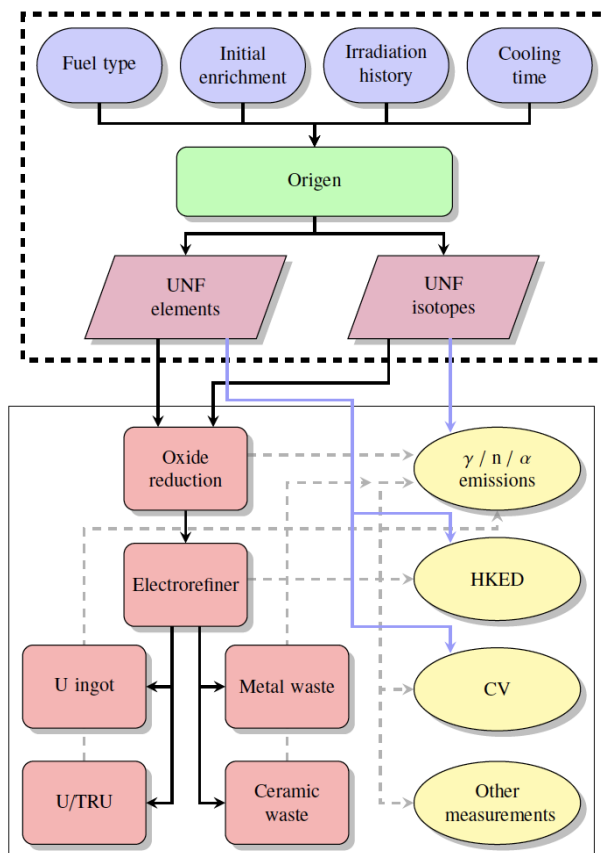 Fuel type
Initial
enrichment
Irradiation
history
Cooling
time
Origen
UNF
elements
UNF
isotopes
Oxide
reduction
γ / n / α
emissions
Electrorefiner
HKED
U ingot
Metal waste
CV
U/TRU
Ceramic
waste
Other
measurements